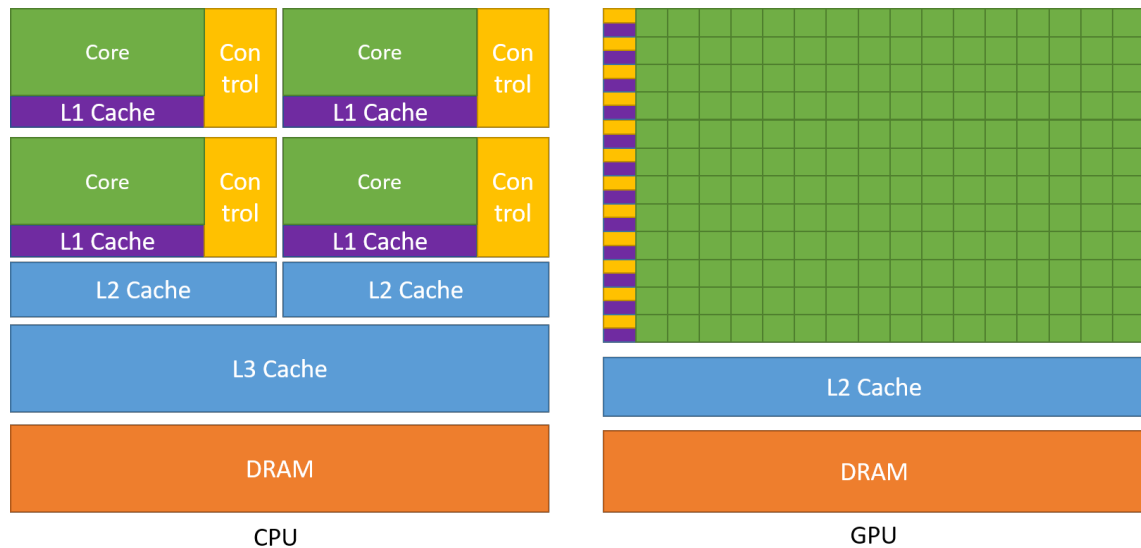 Core
Con
trol
L1 Cache
Core
Con
trol
L1 Cache
Core
Con
trol
L1 Cache
Core
Con
trol
L1 Cache
L2 Cache
L2 Cache
L3 Cache
DRAM
CPU
L2 Cache
DRAM
GPU